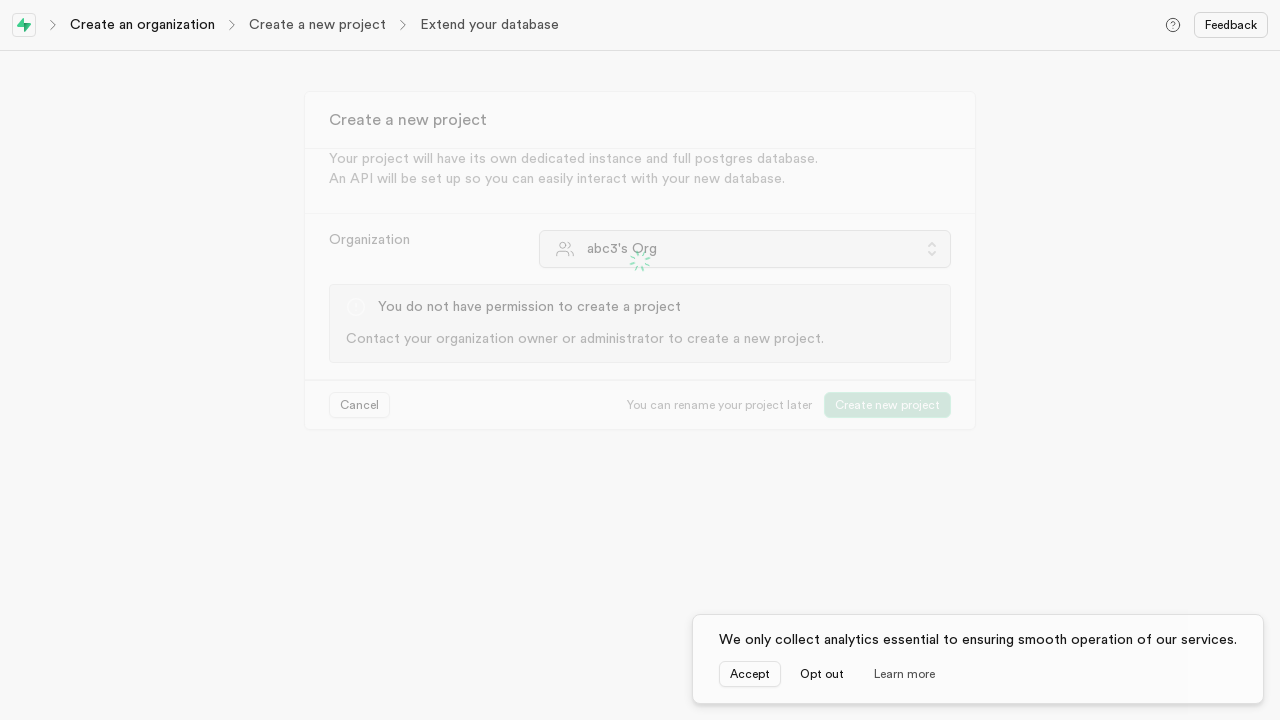 Create an organization
Create a new project
Extend your database
Feedback
Create a new project
Your project will have its own dedicated instance and full postgres database.
An API will be set up so you can easily interact with your new database.
Organization
abc3's Org
You do not have permission to create a project
Contact your organization owner or administrator to create a new project.
Cancel
You can rename your project later
Create new project
We only collect analytics essential to ensuring smooth operation of our services.
Accept
Opt out
Learn more